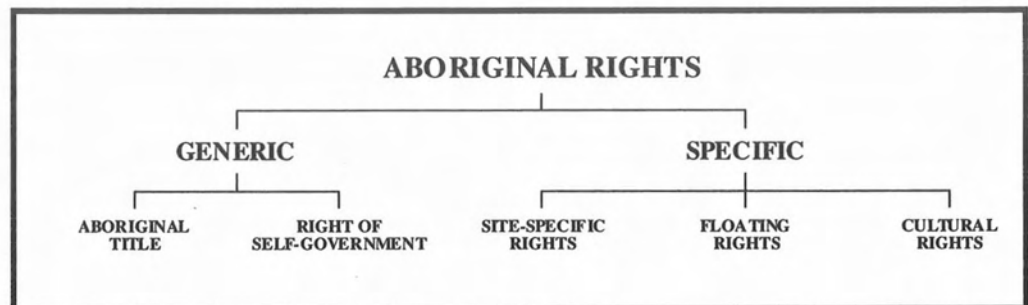 ABORIGINAL RIGHTS
GENERIC
SPECIFIC
ABORIGINAL
TITLE
RIGHT OF
SELF-GOVERNMENT
SITE-SPECIFIC
RIGHTS
FLOATING
RIGHTS
CULTURAL
RIGHTS